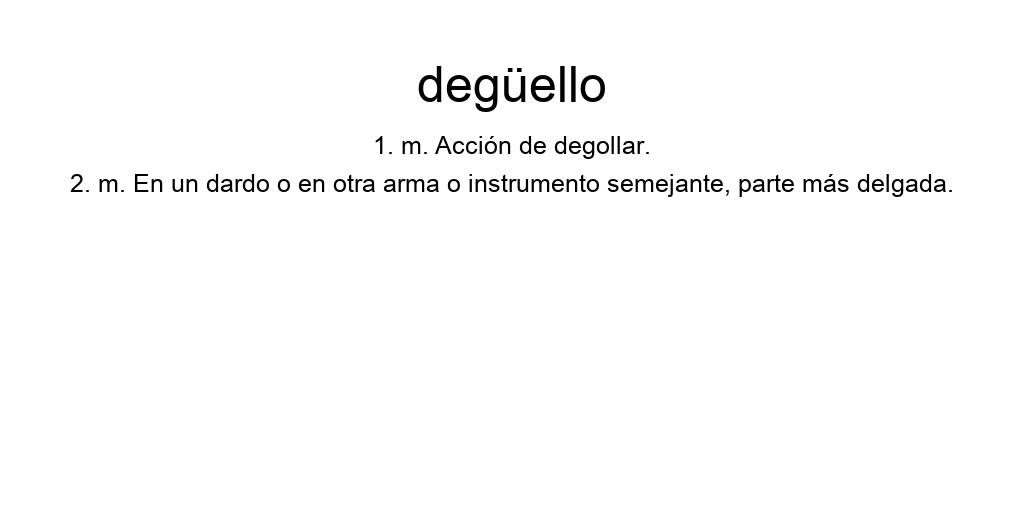 degüello
1. m. Acción de degollar.
2. m. En un dardo o en otra arma o instrumento semejante, parte más delgada.